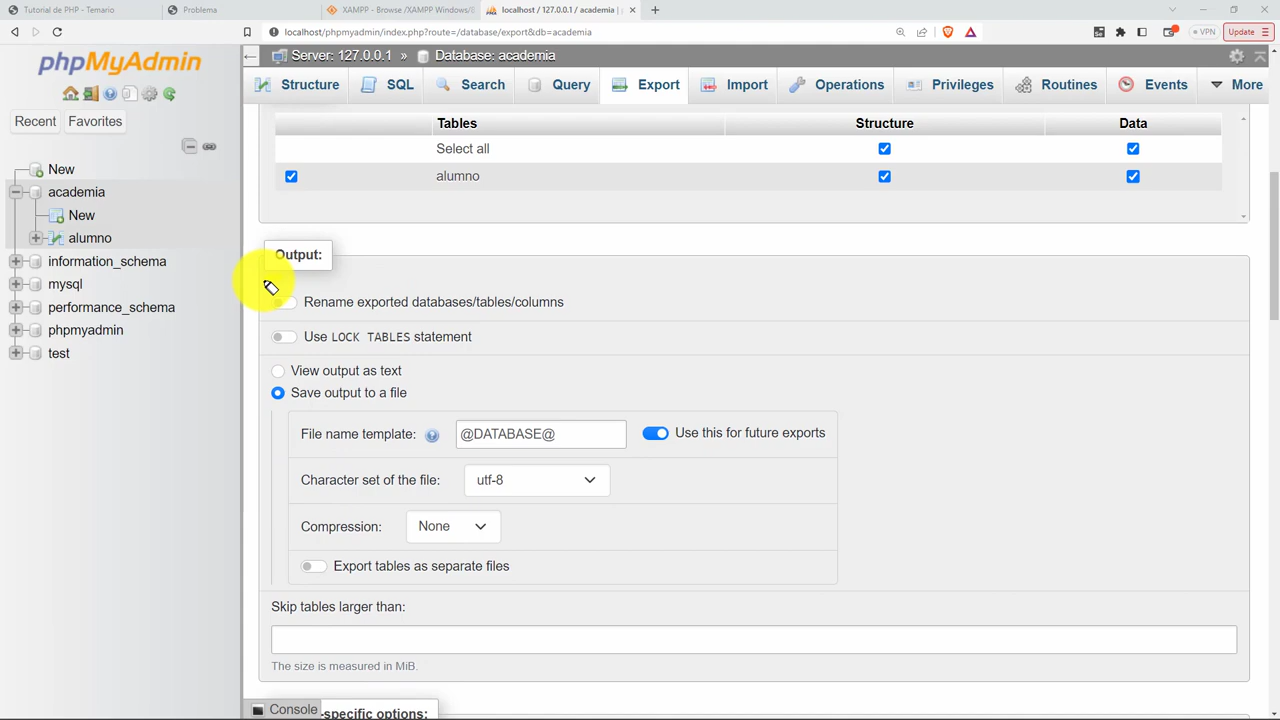 Tutorial de PHP - Temario
Problema
XAMPP - Browse /XAMPP Windows/8
localhost / 127.0.0.1 / academia |
localhost/phpmyadmin/index.php?route=/database/export&db=academia
VPN
Update
phpMyAdmin
Recent
Favorites
New
academia
New
alumno
information_schema
mysql
performance_schema
phpmyadmin
test
Server: 127.0.0.1 » Database: academia
Structure
SQL
Search
Query
Export
Import
Operations
Privileges
Routines
Events
More
Tables Structure Data
Select all
alumno
Output:
Rename exported databases/tables/columns
Use LOCK TABLES statement
View output as text
Save output to a file
File name template: @DATABASE@ Use this for future exports
Character set of the file: utf-8
Compression: None
Export tables as separate files
Skip tables larger than:
The size is measured in MiB.
Console
-specific options: